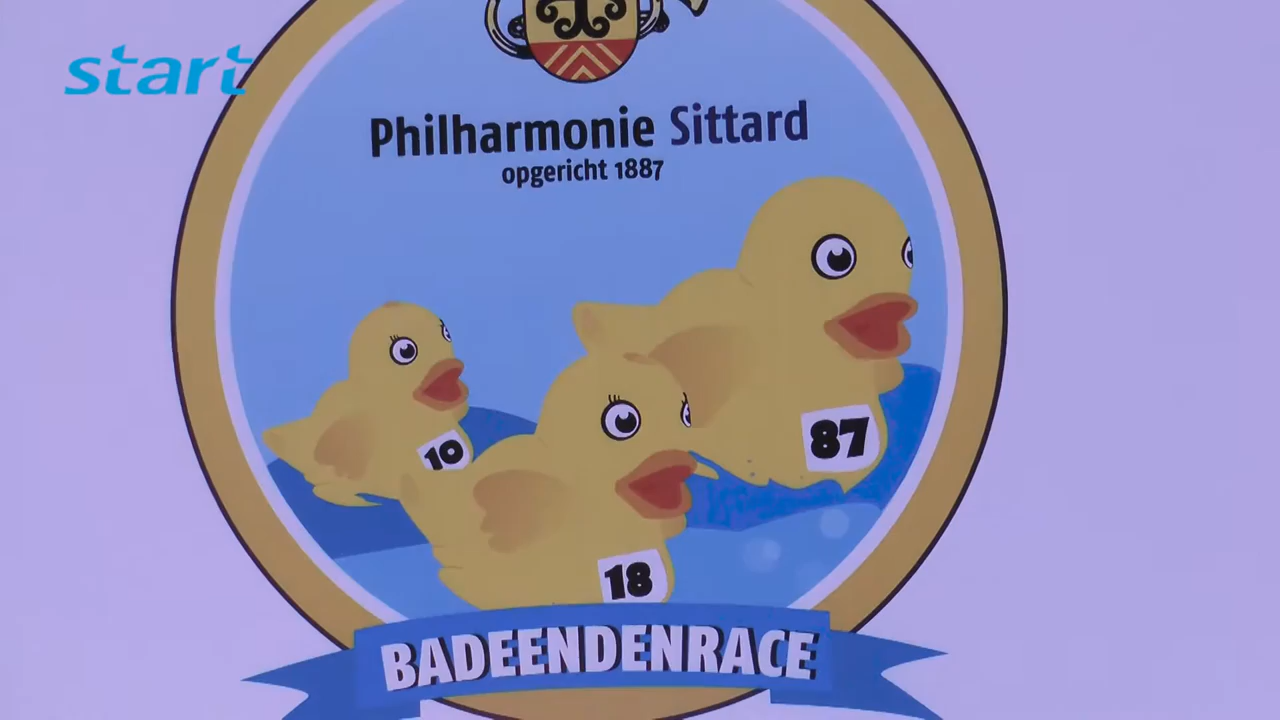 start
Philharmonie Sittard
opgericht 1887
87
10
18
BADEENDENRACE